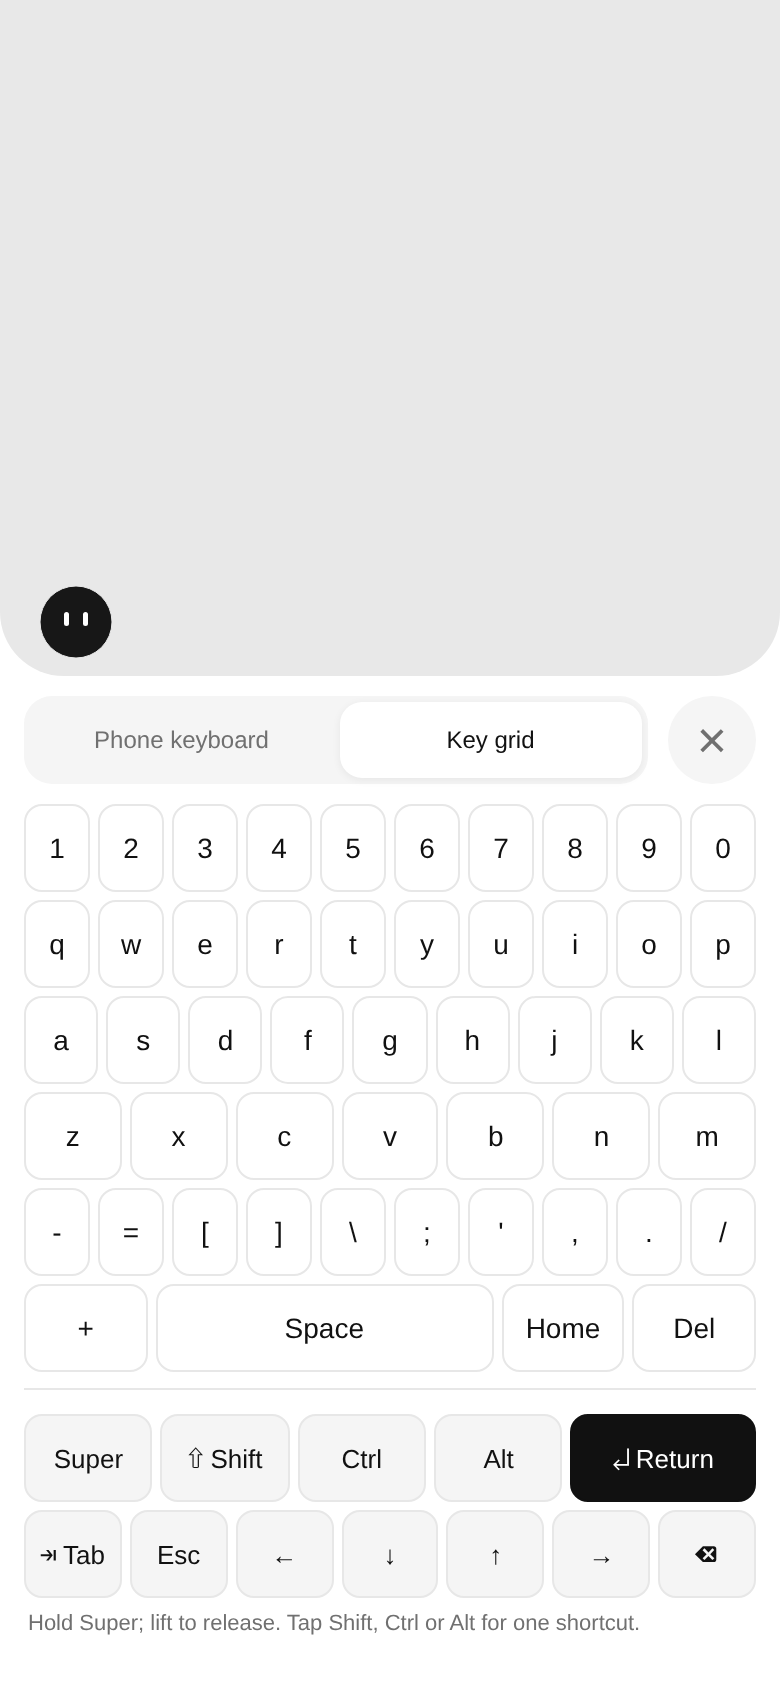 Phone keyboard Key grid ✕
1 2 3 4 5 6 7 8 9 0
q w e r t y u i o p
a s d f g h j k l
z x c v b n m
- = [ ] \ ; ' , . /
+ Space Home Del
Super ⇧ Shift Ctrl Alt ↲ Return
⇥ Tab Esc ← ↓ ↑ → ⌫
Hold Super; lift to release. Tap Shift, Ctrl or Alt for one shortcut.